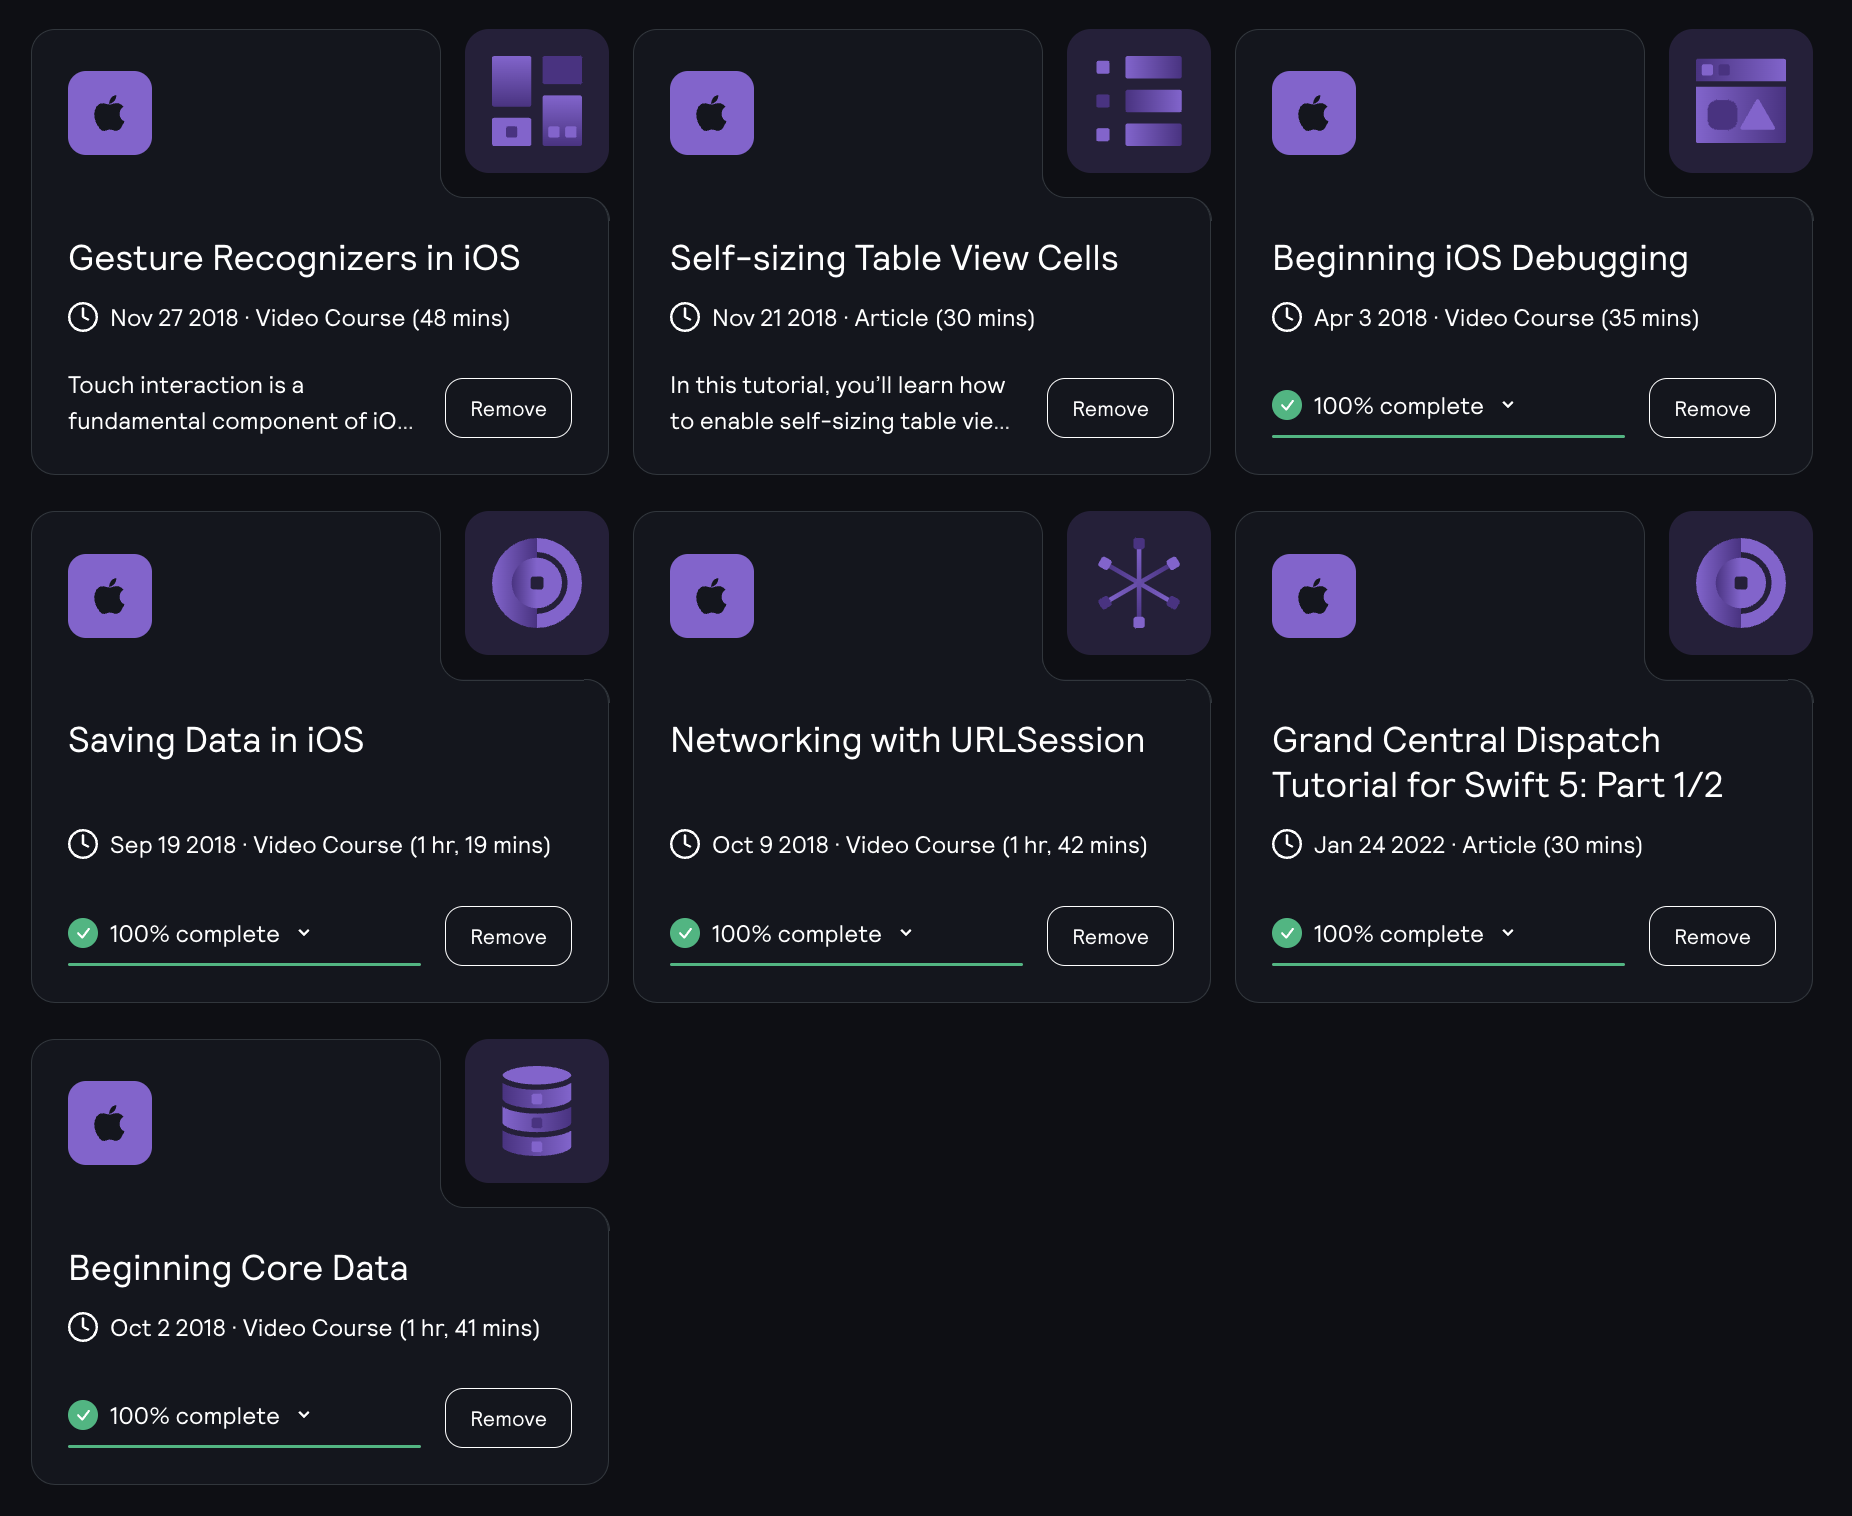 Gesture Recognizers in iOS
Nov 27 2018 · Video Course (48 mins)
Touch interaction is a
fundamental component of iO...
Remove
Self-sizing Table View Cells
Nov 21 2018 · Article (30 mins)
In this tutorial, you’ll learn how
to enable self-sizing table vie...
Remove
Beginning iOS Debugging
Apr 3 2018 · Video Course (35 mins)
100% complete
Remove
Saving Data in iOS
Sep 19 2018 · Video Course (1 hr, 19 mins)
100% complete
Remove
Networking with URLSession
Oct 9 2018 · Video Course (1 hr, 42 mins)
100% complete
Remove
Grand Central Dispatch
Tutorial for Swift 5: Part 1/2
Jan 24 2022 · Article (30 mins)
100% complete
Remove
Beginning Core Data
Oct 2 2018 · Video Course (1 hr, 41 mins)
100% complete
Remove